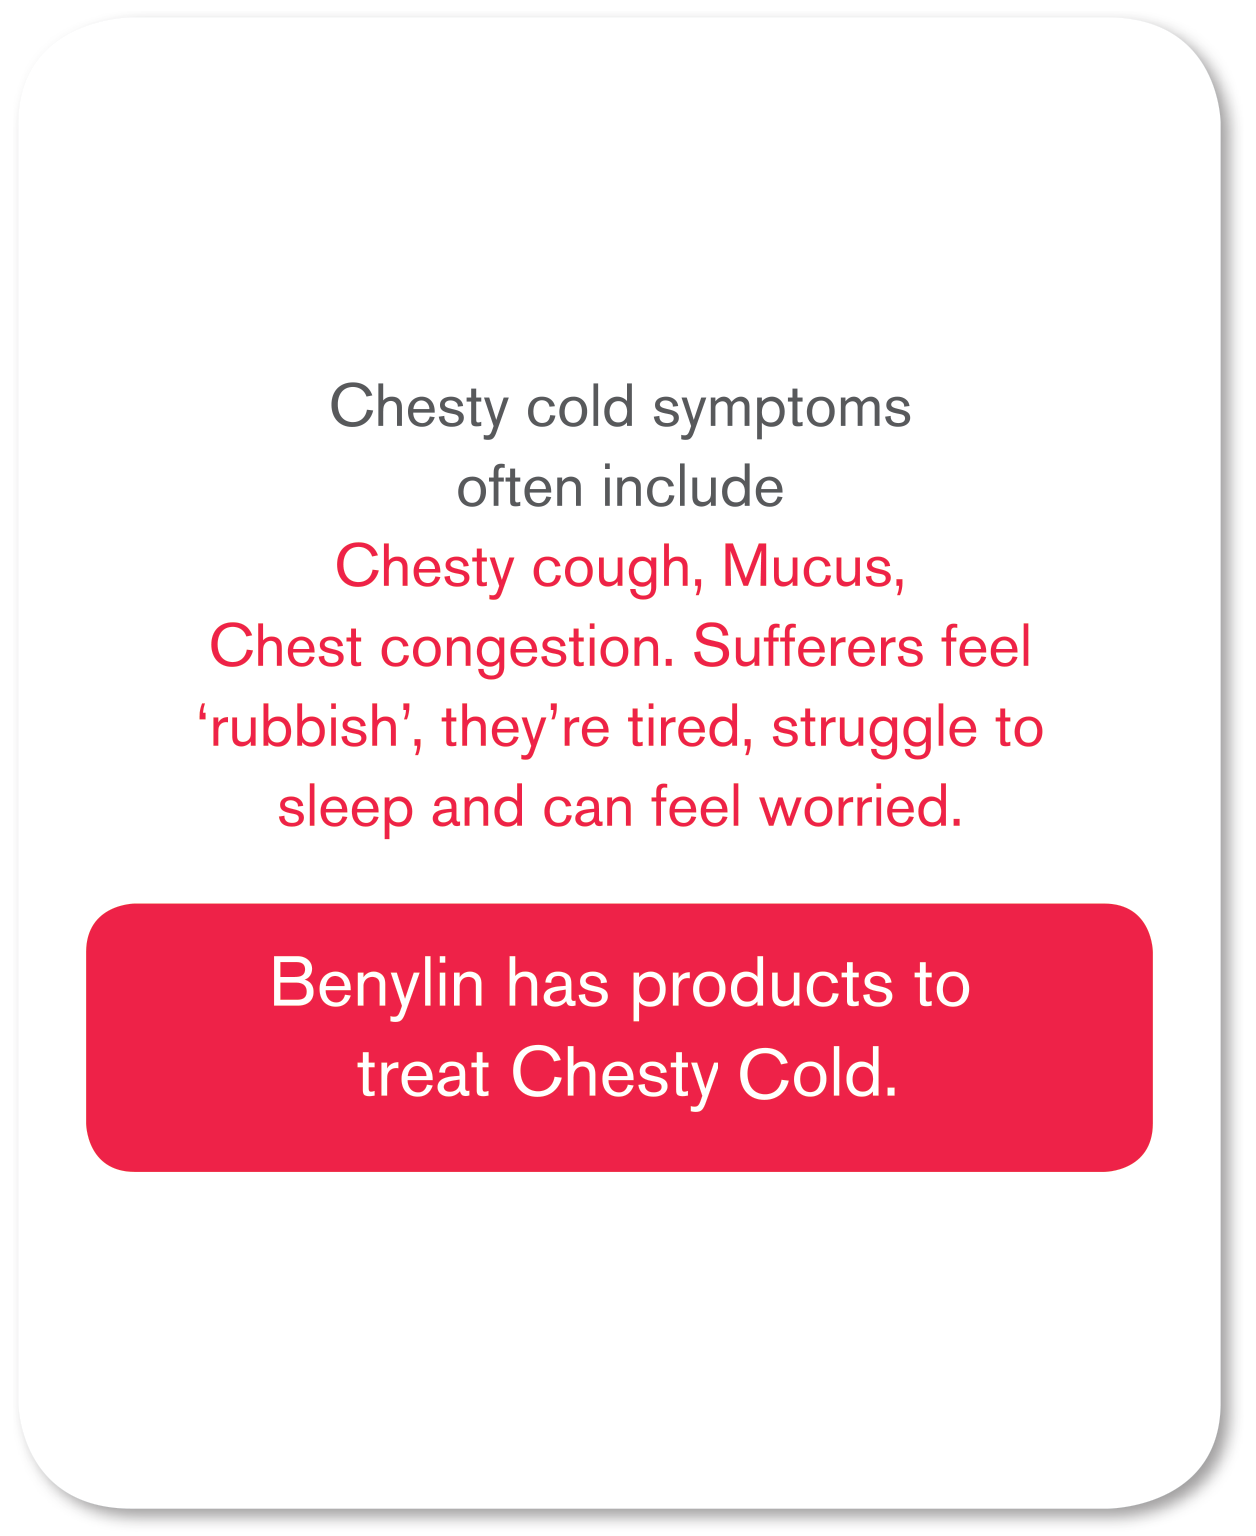 Chesty cold symptoms
often include
Chesty cough, Mucus,
Chest congestion. Sufferers feel
‘rubbish’, they’re tired, struggle to
sleep and can feel worried.
Benylin has products to
treat Chesty Cold.